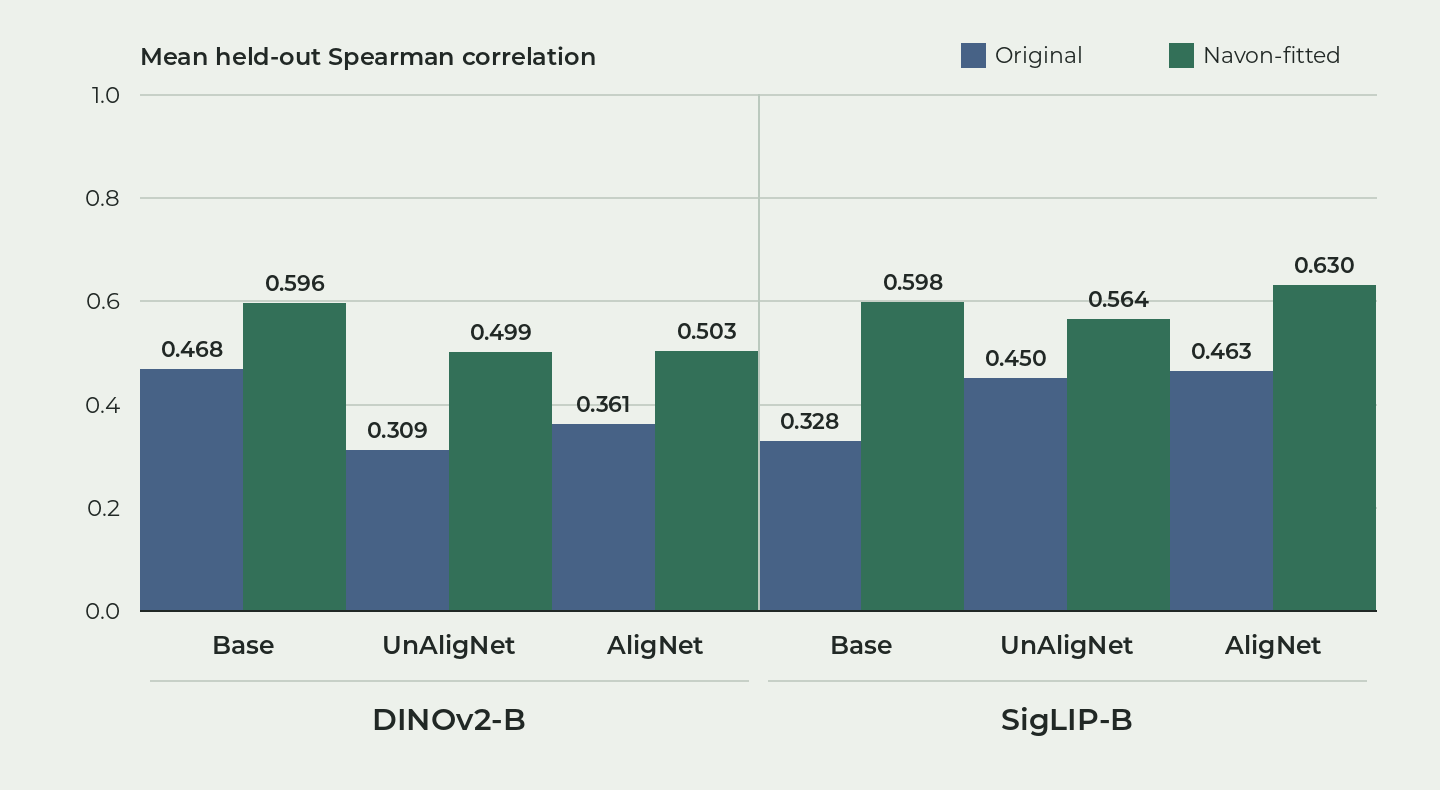 Mean held-out Spearman correlation
Original
Navon-fitted
1.0
0.8
0.6
0.4
0.2
0.0
0.468
0.596
0.309
0.499
0.361
0.503
0.328
0.598
0.450
0.564
0.463
0.630
Base
UnAligNet
AligNet
Base
UnAligNet
AligNet
DINOv2-B
SigLIP-B